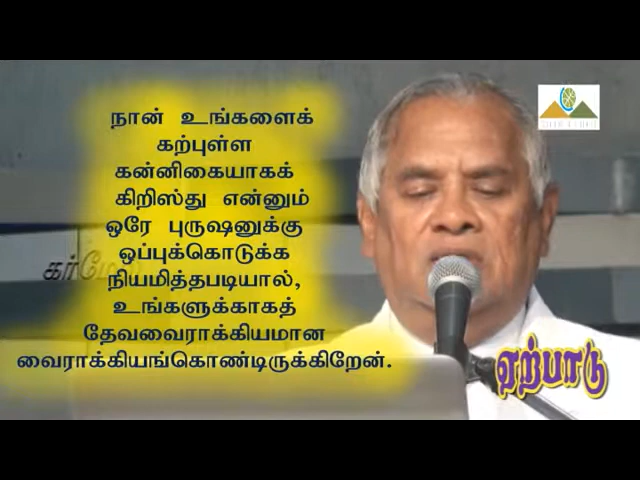 நான் உங்களைக்
கற்புள்ள
கன்னிகையாகக்
கிறிஸ்து என்னும்
ஒரே புருஷனுக்கு
ஒப்புக்கொடுக்க
நியமித்தபடியால்,
உங்களுக்காகத்
தேவவைராக்கியமான
வைராக்கியங்கொண்டிருக்கிறேன்.
ஏற்பாடு